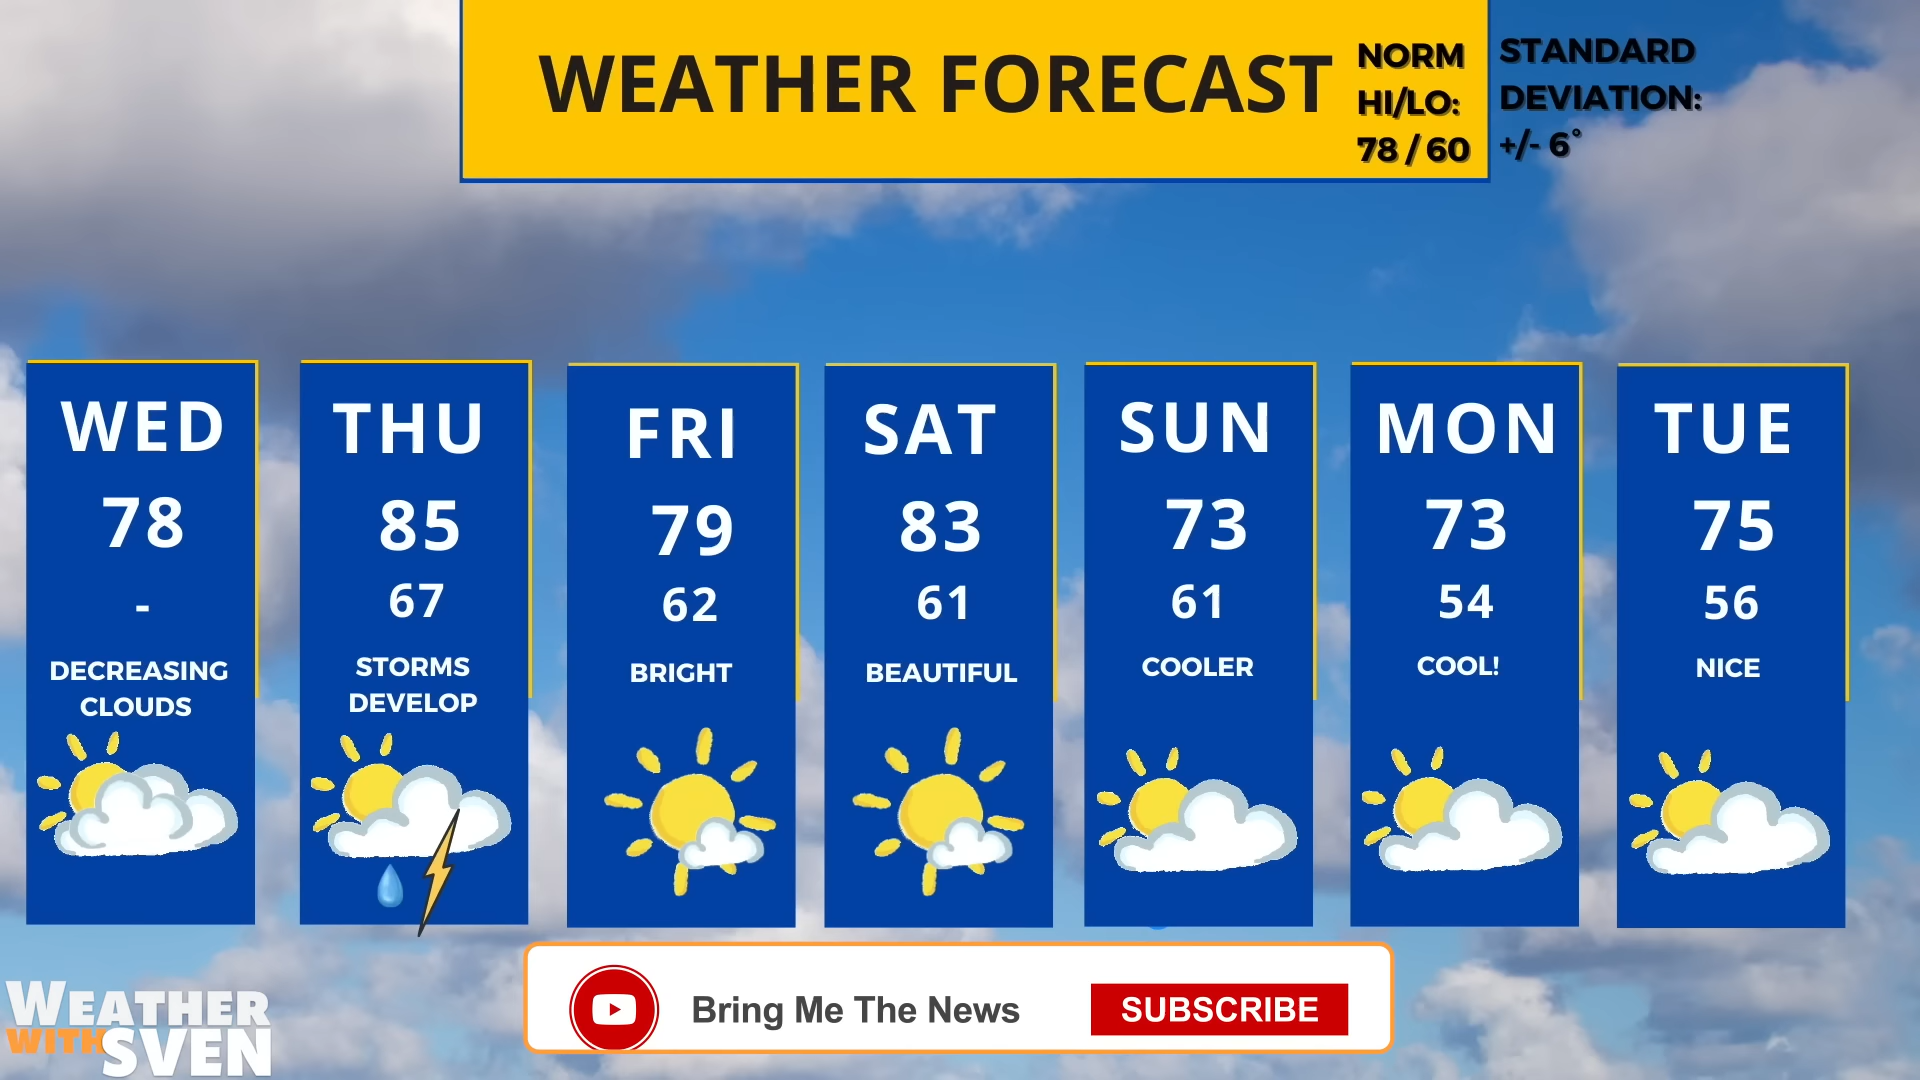 WEATHER FORECAST
NORM
HI/LO:
78 / 60
STANDARD
DEVIATION:
+/- 6°
WED
78
-
DECREASING
CLOUDS
THU
85
67
STORMS
DEVELOP
FRI
79
62
BRIGHT
SAT
83
61
BEAUTIFUL
SUN
73
61
COOLER
MON
73
54
COOL!
TUE
75
56
NICE
WEATHER
WITH SVEN
Bring Me The News
SUBSCRIBE